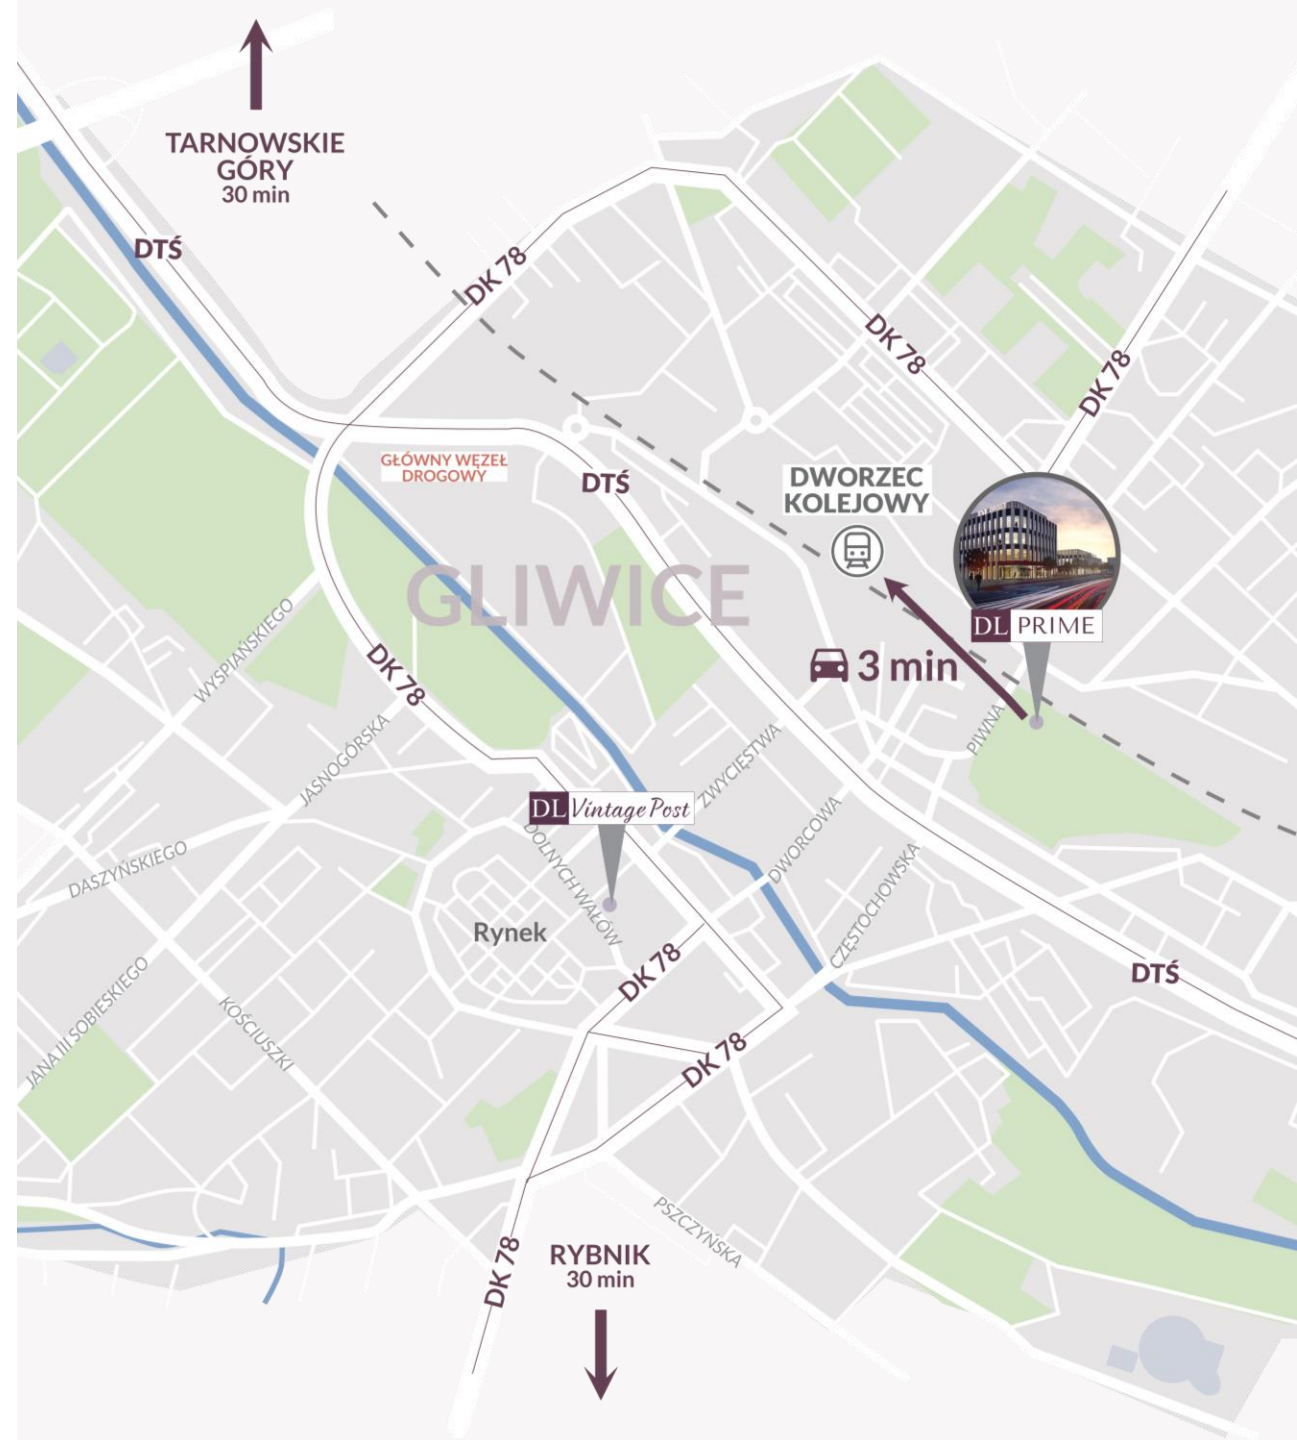 TARNOWSKIE
GÓRY
30 min
DTŚ
DK 78
DK 78
DK 78
GŁÓWNY WĘZEŁ
DROGOWY
DTŚ
DWORZEC
KOLEJOWY
GLIWICE
DL PRIME
3 min
WYSPIAŃSKIEGO
DK 78
JASNOGÓRSKA
PIWNA
ZWYCIĘSTWA
DL Vintage Post
DOLNYCH WAŁÓW
DWORCOWA
DASZYŃSKIEGO
CZĘSTOCHOWSKA
Rynek
DK 78
DTŚ
JANA III SOBIESKIEGO
KOŚCIUSZKI
DK 78
PSZCZYŃSKA
DK 78
RYBNIK
30 min